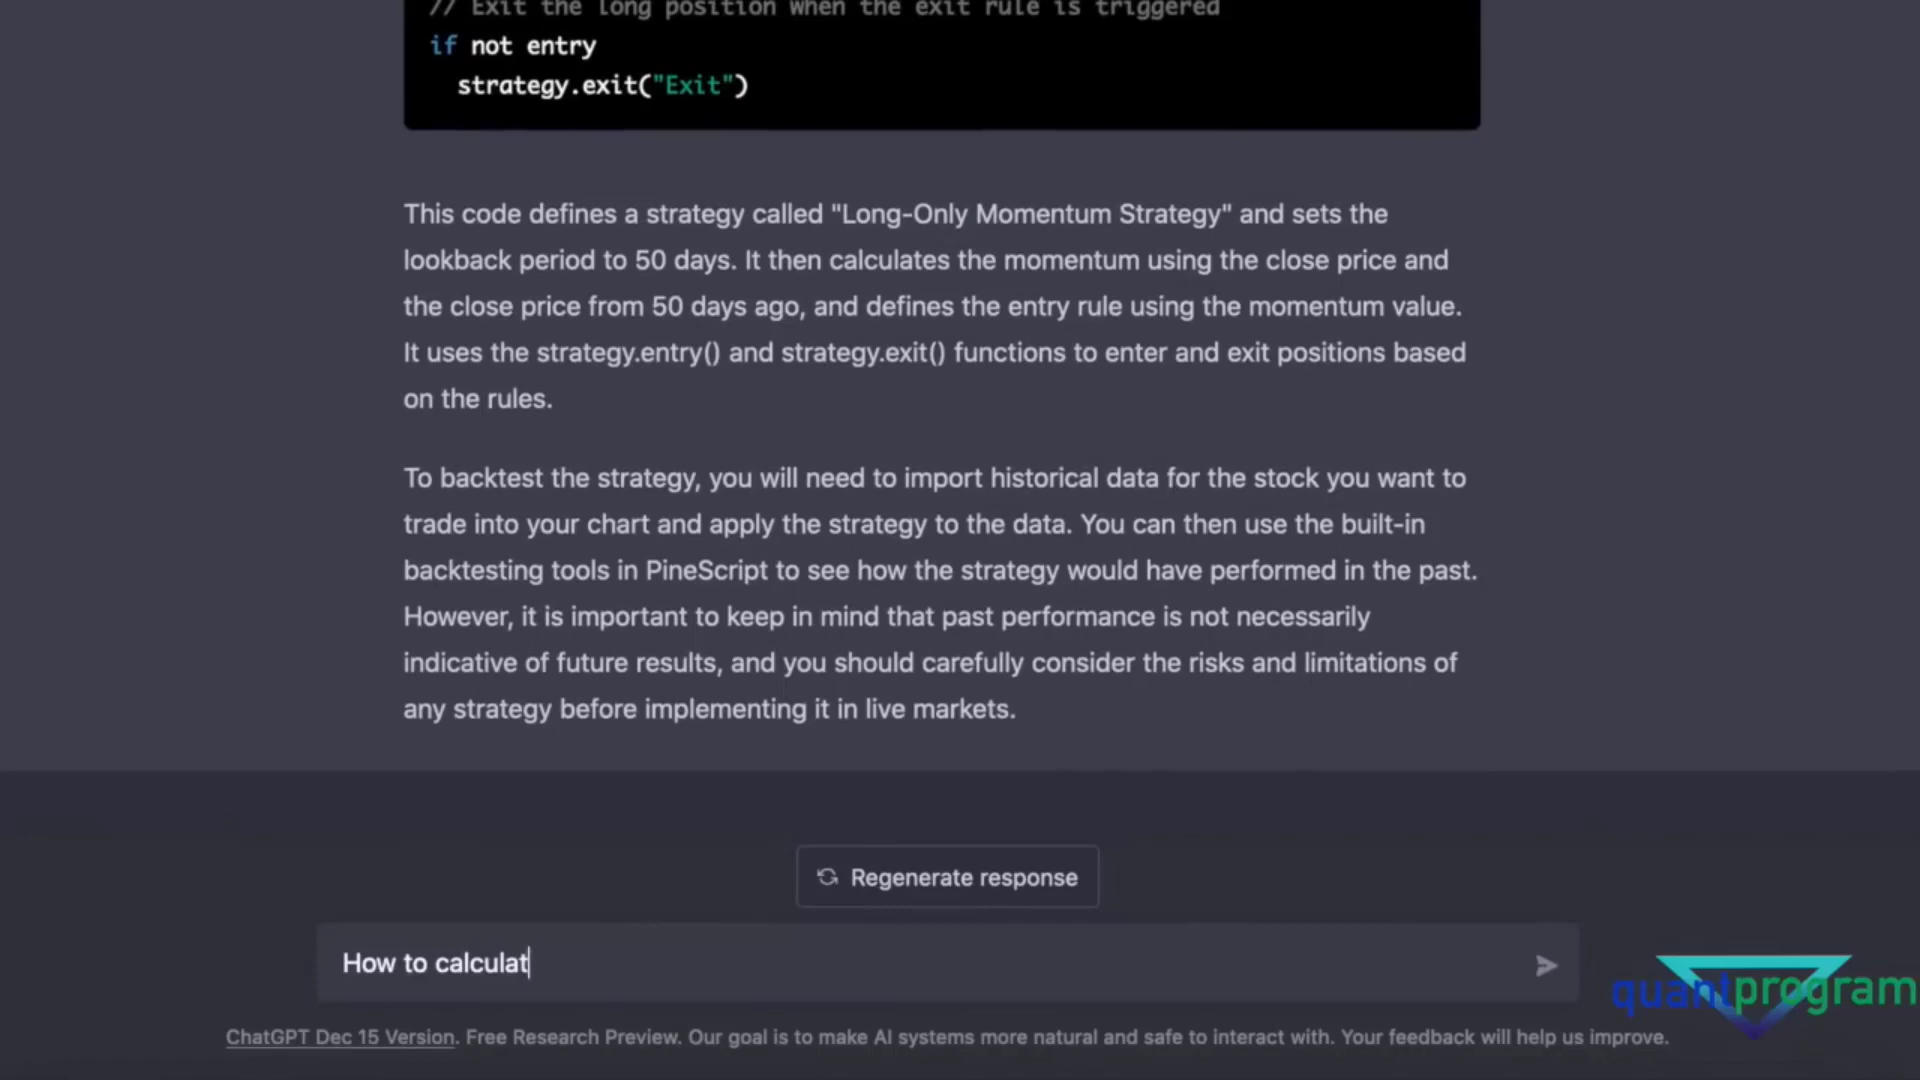 // Exit the long position when the exit rule is triggered
if not entry
strategy.exit("Exit")
This code defines a strategy called "Long-Only Momentum Strategy" and sets the
lookback period to 50 days. It then calculates the momentum using the close price and
the close price from 50 days ago, and defines the entry rule using the momentum value.
It uses the strategy.entry() and strategy.exit() functions to enter and exit positions based
on the rules.
To backtest the strategy, you will need to import historical data for the stock you want to
trade into your chart and apply the strategy to the data. You can then use the built-in
backtesting tools in PineScript to see how the strategy would have performed in the past.
However, it is important to keep in mind that past performance is not necessarily
indicative of future results, and you should carefully consider the risks and limitations of
any strategy before implementing it in live markets.
Regenerate response
How to calculat
quantprogram
ChatGPT Dec 15 Version. Free Research Preview. Our goal is to make AI systems more natural and safe to interact with. Your feedback will help us improve.